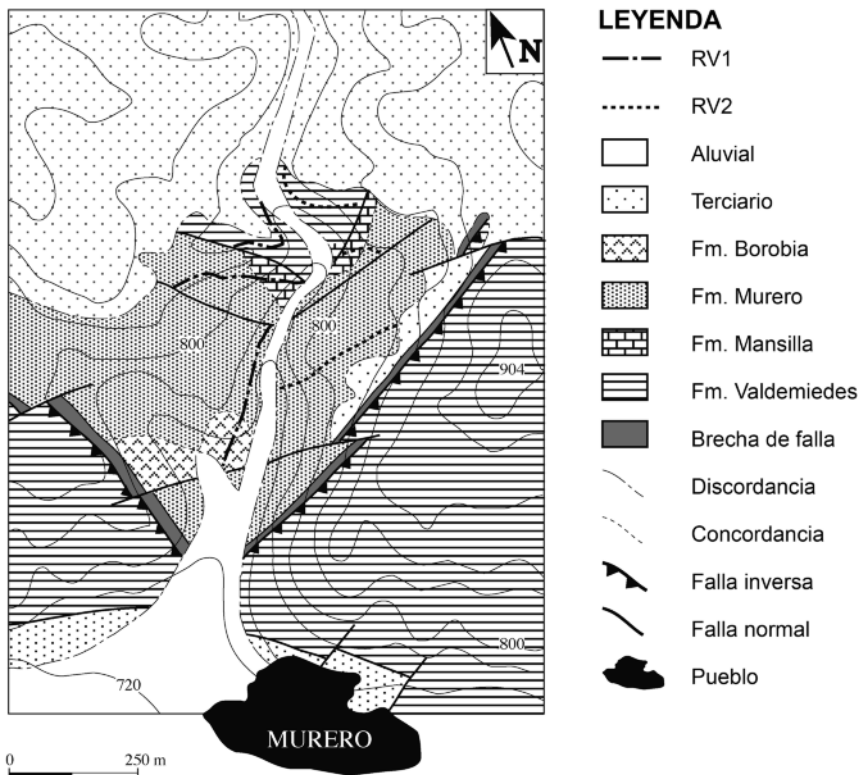 N
LEYENDA
RV1
RV2
Aluvial
Terciario
Fm. Borobia
Fm. Murero
Fm. Mansilla
Fm. Valdemiedes
Brecha de falla
Discordancia
Concordancia
Falla inversa
Falla normal
Pueblo
800
800
904
800
720
MURERO
0 250 m